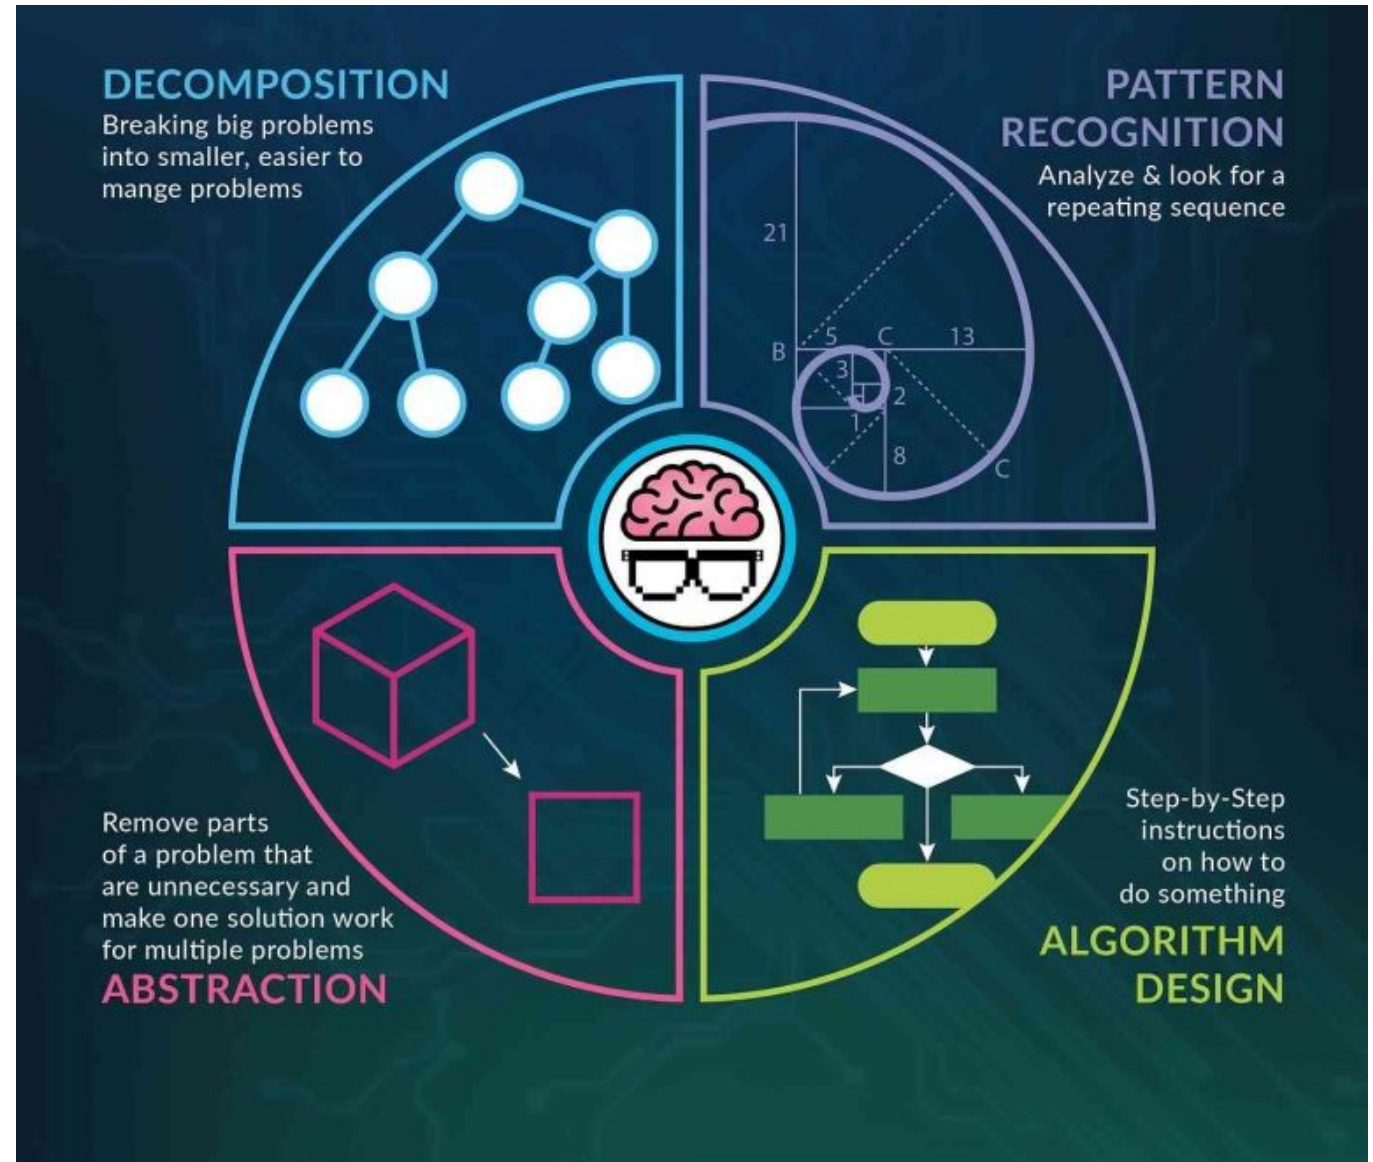 DECOMPOSITION
Breaking big problems
into smaller, easier to
mange problems
PATTERN
RECOGNITION
Analyze & look for a
repeating sequence
21
B
5
C
13
3
2
1
8
C
Remove parts
of a problem that
are unnecessary and
make one solution work
for multiple problems
ABSTRACTION
Step-by-Step
instructions
on how to
do something
ALGORITHM
DESIGN